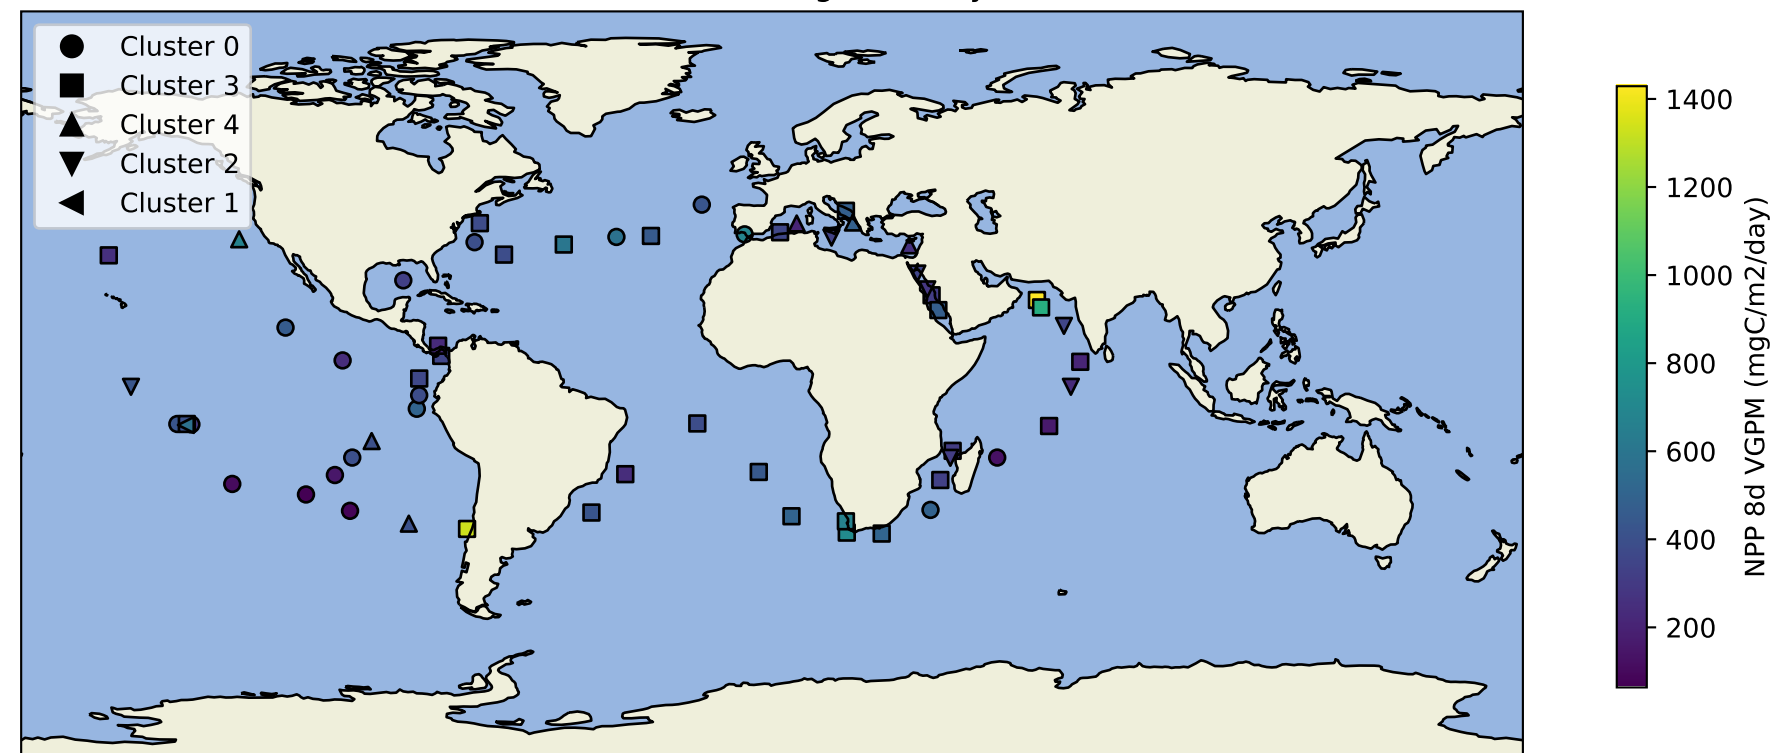 Cluster 0
Cluster 3
Cluster 4
Cluster 2
Cluster 1
1400
1200
1000
800
600
400
200
NPP 8d VGPM (mgC/m2/day)